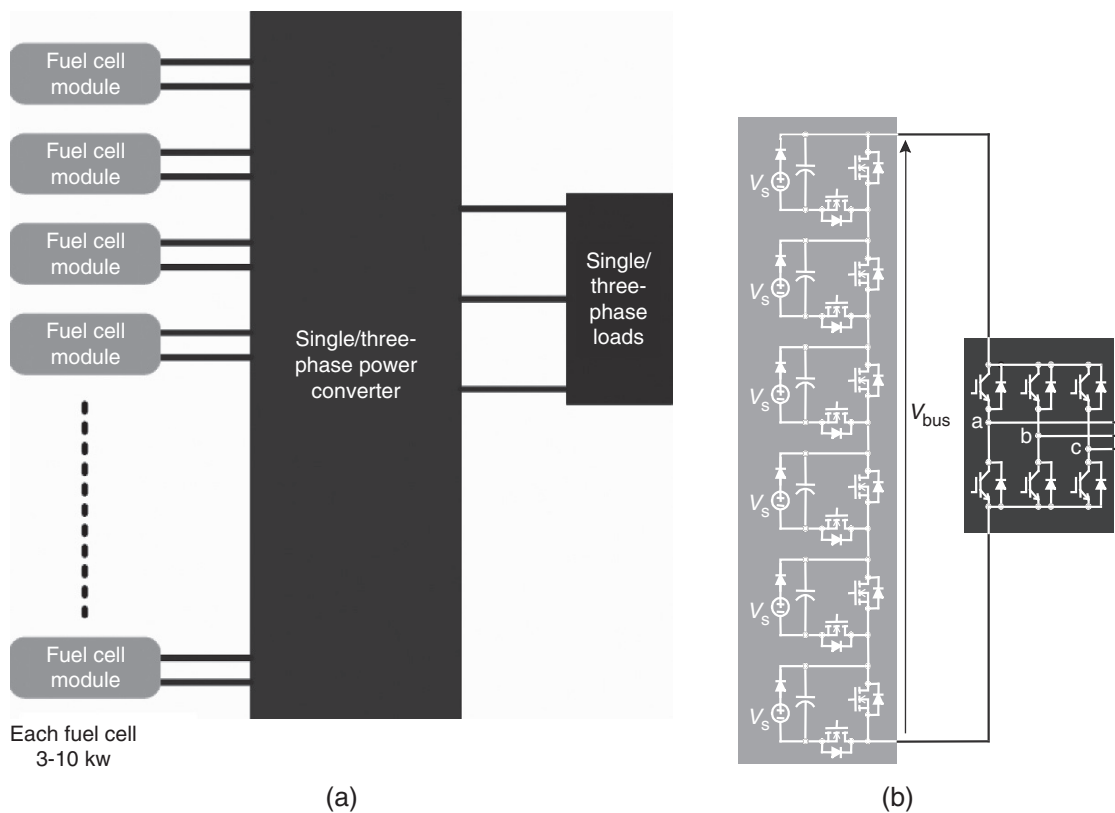 Fuel cell
module
Fuel cell
module
Fuel cell
module
Fuel cell
module
Fuel cell
module
Each fuel cell
3-10 kw
Single/three-
phase power
converter
Single/
three-
phase
loads
(a)
Vs
Vs
Vs
Vs
Vs
Vs
Vbus
a
b
c
(b)